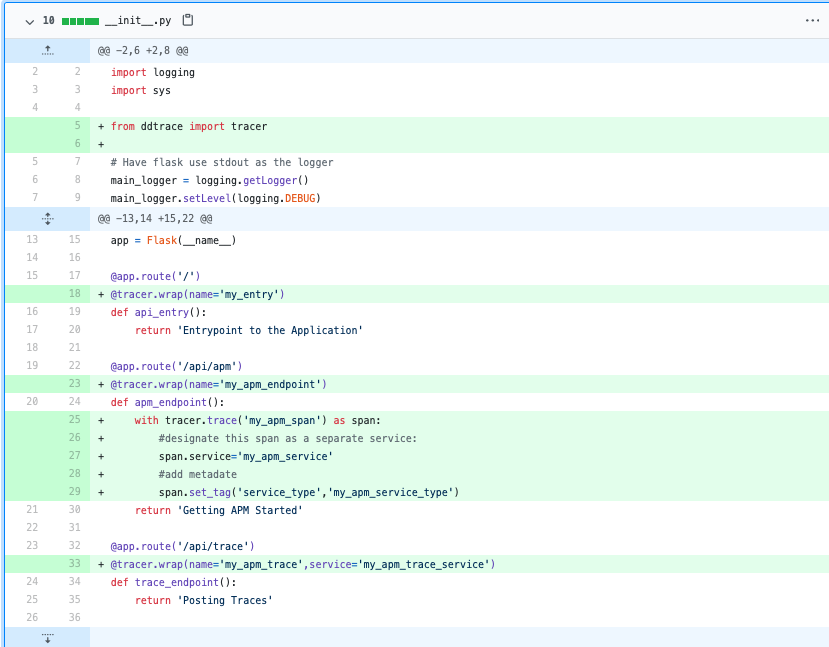 10 __init__.py
@@ -2,6 +2,8 @@
2 2 import logging
3 3 import sys
4 4
5 + from ddtrace import tracer
6 +
5 7 # Have flask use stdout as the logger
6 8 main_logger = logging.getLogger()
7 9 main_logger.setLevel(logging.DEBUG)
@@ -13,14 +15,22 @@
13 15 app = Flask(__name__)
14 16
15 17 @app.route('/')
18 + @tracer.wrap(name='my_entry')
16 19 def api_entry():
17 20 return 'Entrypoint to the Application'
18 21
19 22 @app.route('/api/apm')
23 + @tracer.wrap(name='my_apm_endpoint')
20 24 def apm_endpoint():
25 + with tracer.trace('my_apm_span') as span:
26 + #designate this span as a separate service:
27 + span.service='my_apm_service'
28 + #add metadate
29 + span.set_tag('service_type','my_apm_service_type')
21 30 return 'Getting APM Started'
22 31
23 32 @app.route('/api/trace')
33 + @tracer.wrap(name='my_apm_trace',service='my_apm_trace_service')
24 34 def trace_endpoint():
25 35 return 'Posting Traces'
26 36